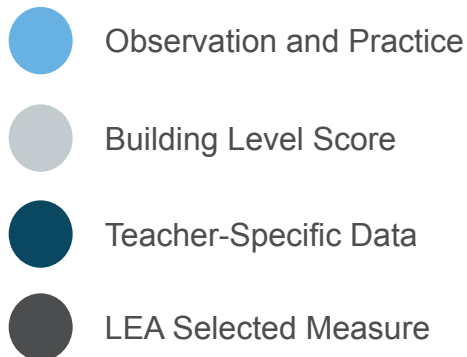 Observation and Practice
Building Level Score
Teacher-Specific Data
LEA Selected Measure